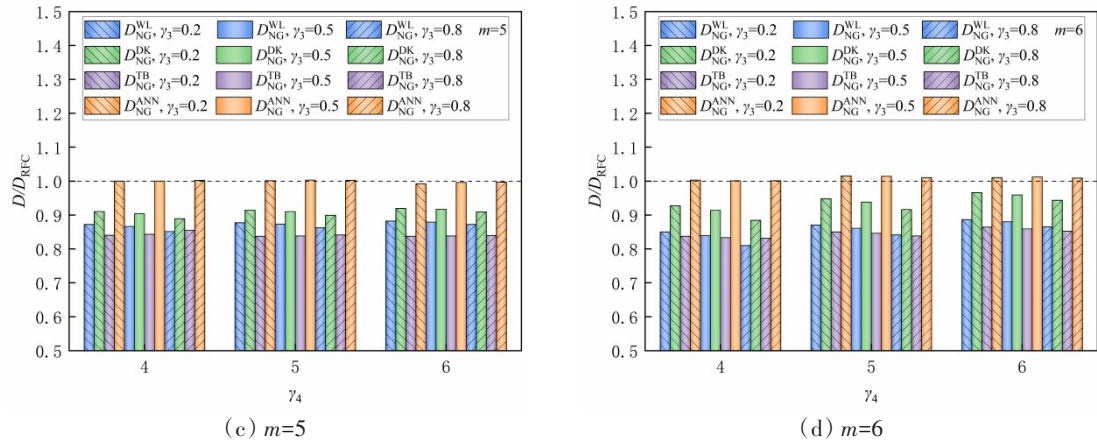 1.5
1.4
1.3
1.2
1.1
1.0
0.9
0.8
0.7
0.6
0.5
D/D_RFC
D_NG^WL, γ₃=0.2 D_NG^WL, γ₃=0.5 D_NG^WL, γ₃=0.8 m=5
D_NG^DK, γ₃=0.2 D_NG^DK, γ₃=0.5 D_NG^DK, γ₃=0.8
D_NG^TB, γ₃=0.2 D_NG^TB, γ₃=0.5 D_NG^TB, γ₃=0.8
D_NG^ANN, γ₃=0.2 D_NG^ANN, γ₃=0.5 D_NG^ANN, γ₃=0.8
4 5 6
γ₄
(c) m=5
1.5
1.4
1.3
1.2
1.1
1.0
0.9
0.8
0.7
0.6
0.5
D/D_RFC
D_NG^WL, γ₃=0.2 D_NG^WL, γ₃=0.5 D_NG^WL, γ₃=0.8 m=6
D_NG^DK, γ₃=0.2 D_NG^DK, γ₃=0.5 D_NG^DK, γ₃=0.8
D_NG^TB, γ₃=0.2 D_NG^TB, γ₃=0.5 D_NG^TB, γ₃=0.8
D_NG^ANN, γ₃=0.2 D_NG^ANN, γ₃=0.5 D_NG^ANN, γ₃=0.8
4 5 6
γ₄
(d) m=6